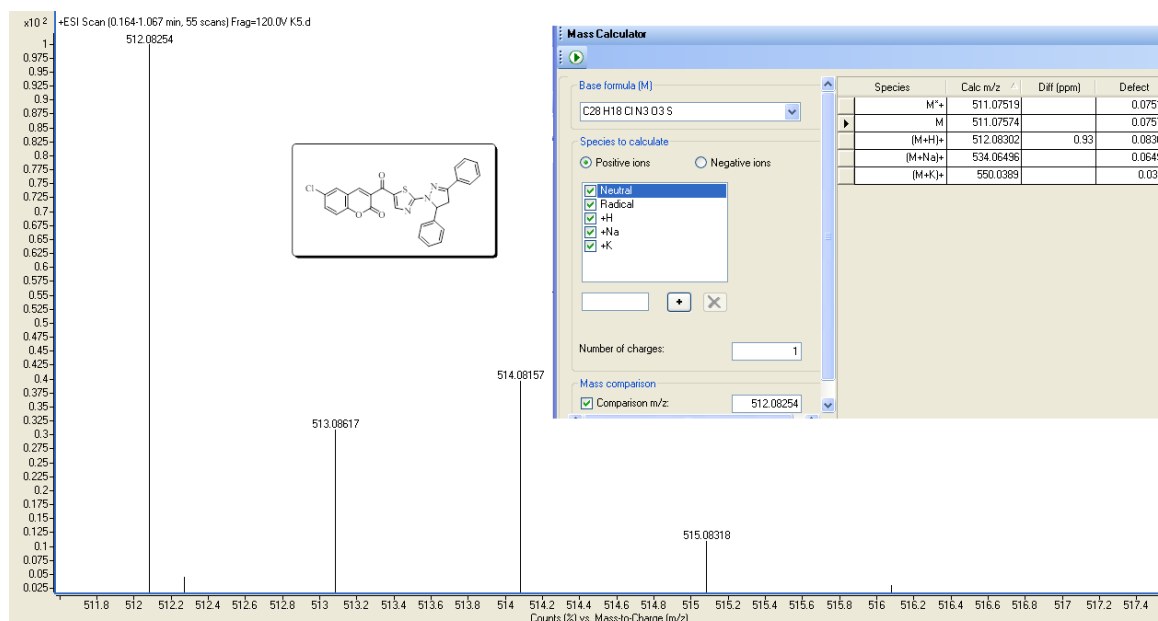 x10 2
+ESI Scan (0.164-1.067 min, 55 scans) Frag=120.0V K5.d
512.08254
1
0.975
0.95
0.925
0.9
0.875
0.85
0.825
0.8
0.775
0.75
0.725
0.7
0.675
0.65
0.625
0.6
0.575
0.55
0.525
0.5
0.475
0.45
0.425
0.4
0.375
0.35
0.325
0.3
0.275
0.25
0.225
0.2
0.175
0.15
0.125
0.1
0.075
0.05
0.025
Cl
O
O
O
S
N
N
N
514.08157
513.08617
515.08318
511.8 512 512.2 512.4 512.6 512.8 513 513.2 513.4 513.6 513.8 514 514.2 514.4 514.6 514.8 515 515.2 515.4 515.6 515.8 516 516.2 516.4 516.6 516.8 517 517.2 517.4
Counts (%) vs. Mass-to-Charge (m/z)
Mass Calculator
Base formula (M)
C28 H18 Cl N3 O3 S
Species to calculate
Positive ions Negative ions
Neutral
Radical
+H
+Na
+K
+
Number of charges: 1
Mass comparison
Comparison m/z: 512.08254
Species Calc m/z Diff (ppm) Defect
M*+ 511.07519 0.075
M 511.07574 0.075
(M+H)+ 512.08302 0.93 0.083
(M+Na)+ 534.06496 0.064
(M+K)+ 550.0389 0.03